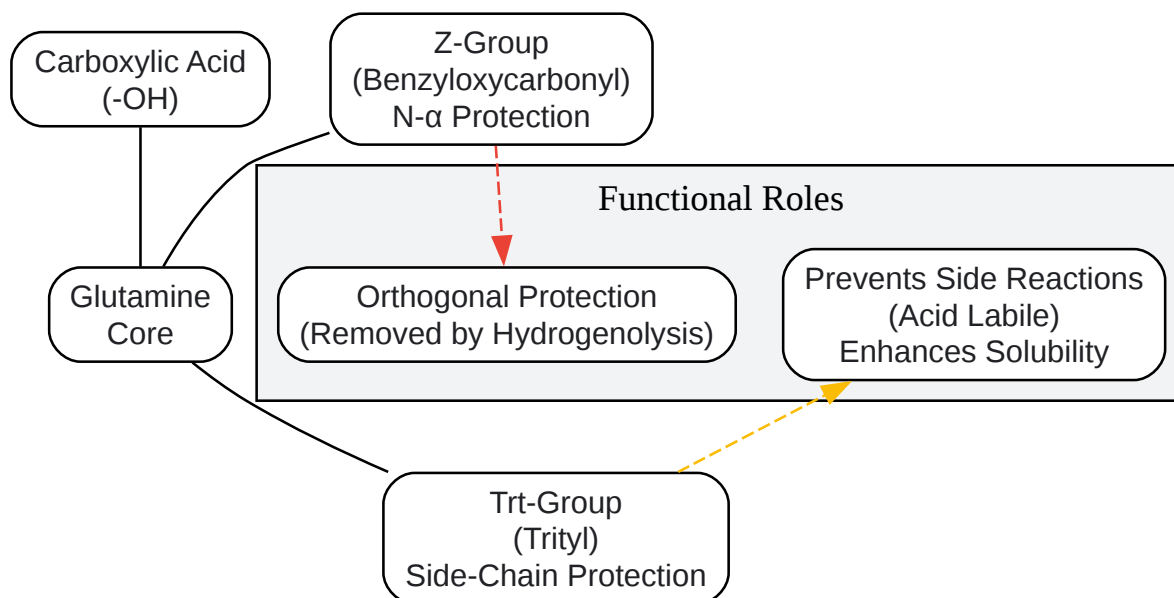 Carboxylic Acid
(-OH)
Z-Group
(Benzyloxycarbonyl)
N-α Protection
Functional Roles
Glutamine
Core
Orthogonal Protection
(Removed by Hydrogenolysis)
Prevents Side Reactions
(Acid Labile)
Enhances Solubility
Trt-Group
(Trityl)
Side-Chain Protection